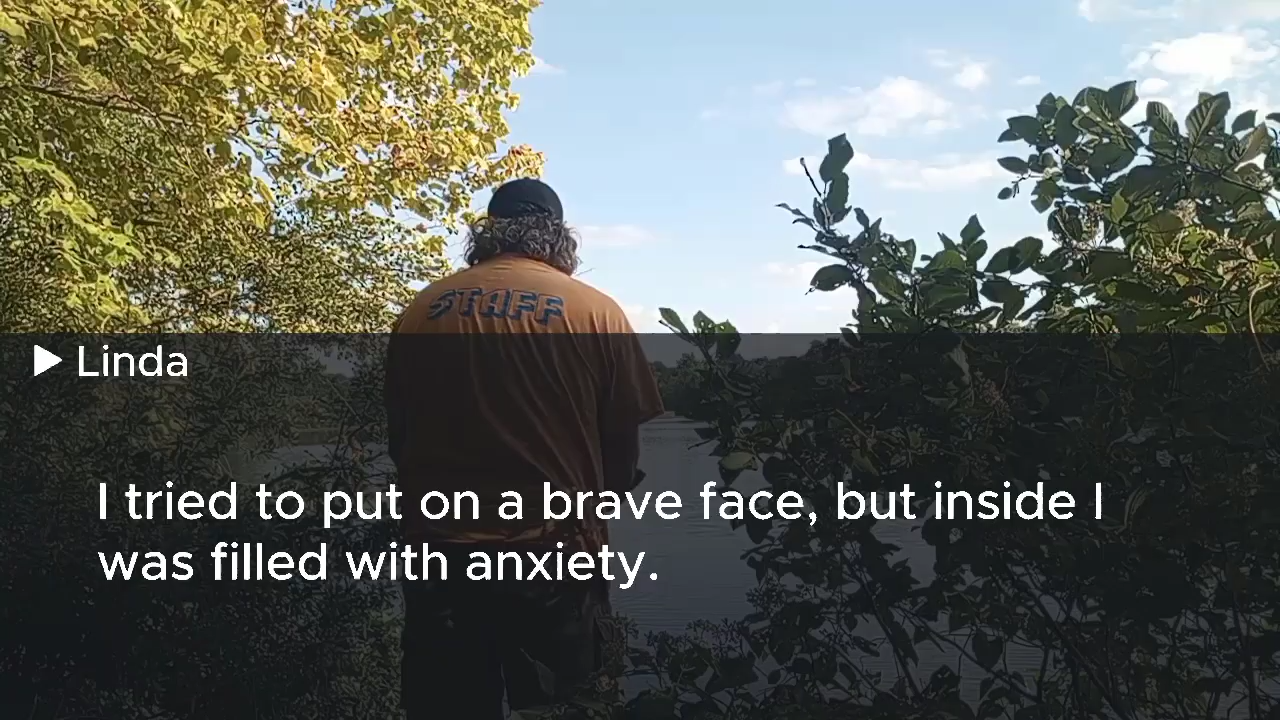 STAFF
▶ Linda
I tried to put on a brave face, but inside I
was filled with anxiety.